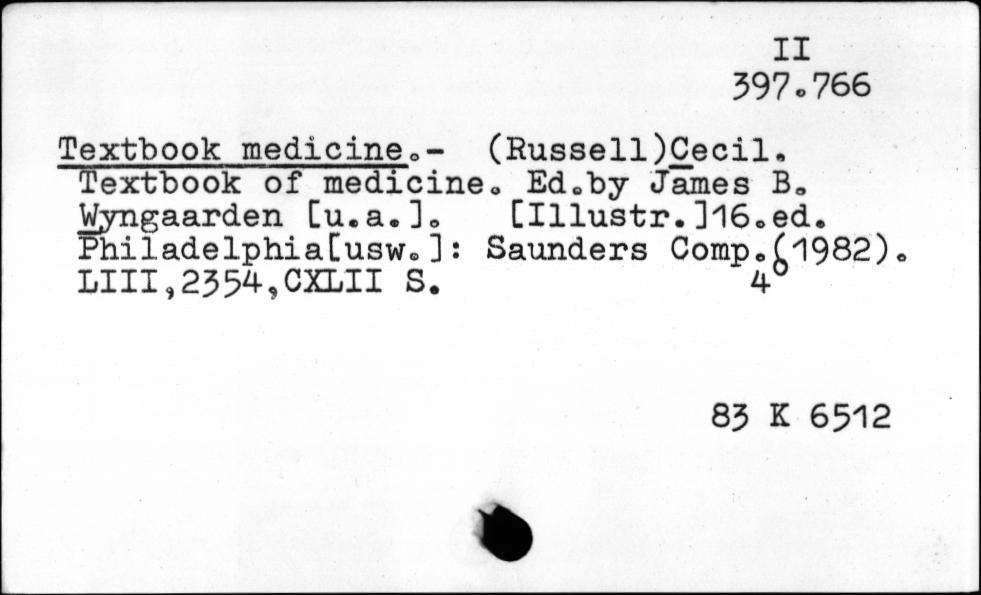 II
397.766
Textbook medicine.- (Russell)Cecil.
Textbook of medicine. Ed.by James B.
Wyngaarden [u.a.]. [Illustr.]16.ed.
Philadelphia[usw.]: Saunders Comp.(1982).
LIII,2354,CXLII S. 4°
83 K 6512